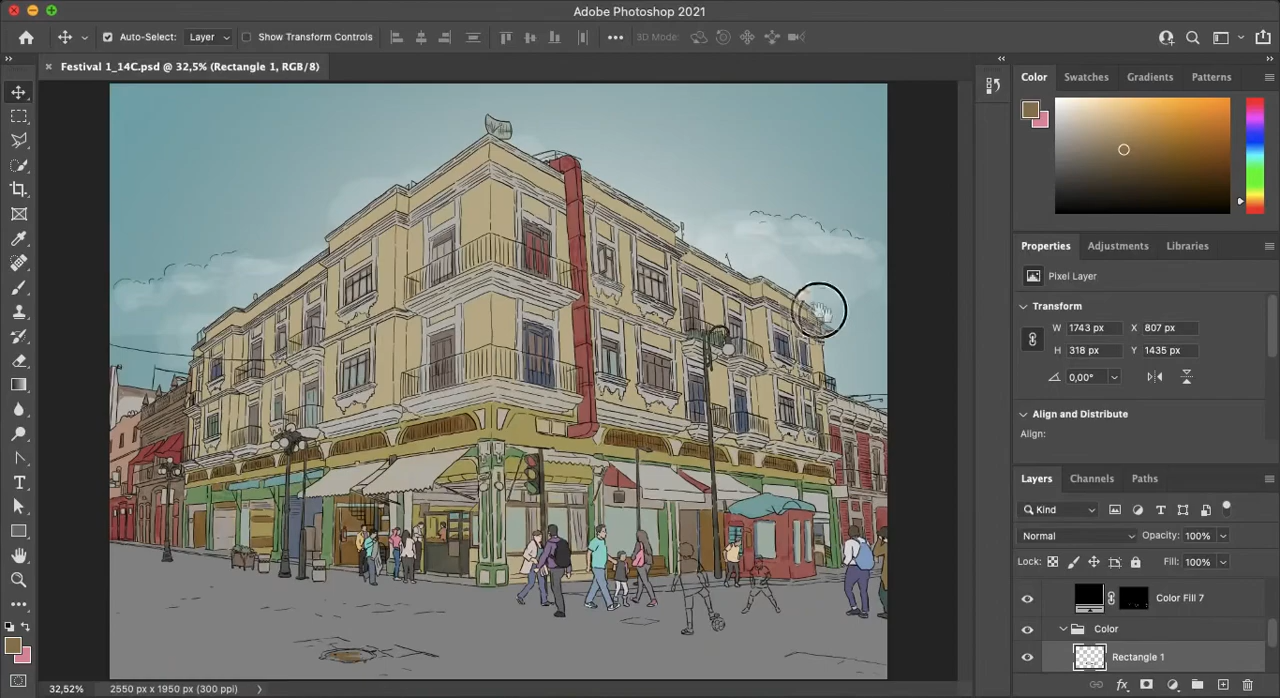 Adobe Photoshop 2021
Auto-Select: Layer Show Transform Controls 3D Mode:
Festival 1_14C.psd @ 32,5% (Rectangle 1, RGB/8)
Color Swatches Gradients Patterns
Properties Adjustments Libraries
Pixel Layer
Transform
W 1743 px X 807 px
H 318 px Y 1435 px
0,00°
Align and Distribute
Align:
Layers Channels Paths
Kind
Normal Opacity: 100%
Lock: Fill: 100%
Color Fill 7
Color
Rectangle 1
32,52% 2550 px x 1950 px (300 ppi)